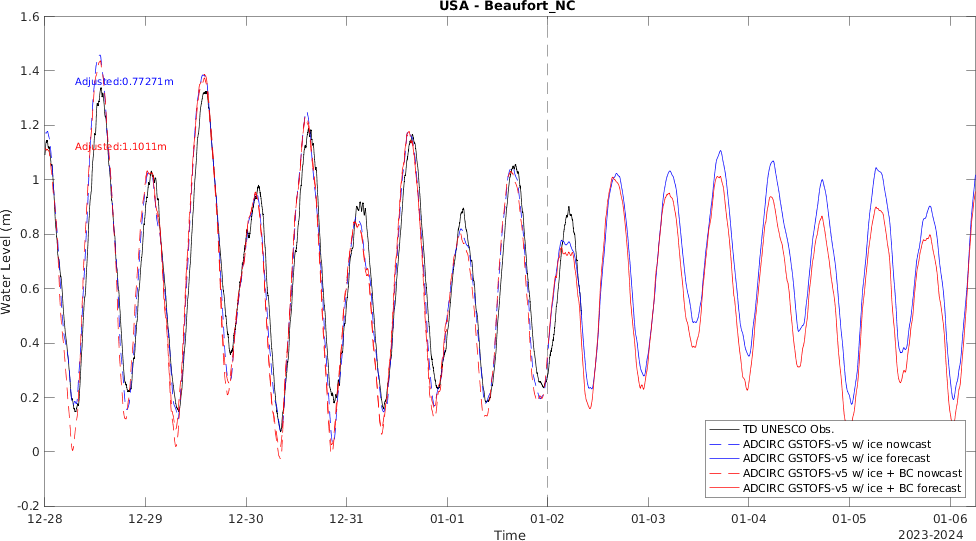 USA - Beaufort_NC
1.6
1.4
1.2
1
0.8
0.6
0.4
0.2
0
-0.2
Water Level (m)
Adjusted:0.77271m
Adjusted:1.1011m
TD UNESCO Obs.
ADCIRC GSTOFS-v5 w/ ice nowcast
ADCIRC GSTOFS-v5 w/ ice forecast
ADCIRC GSTOFS-v5 w/ ice + BC nowcast
ADCIRC GSTOFS-v5 w/ ice + BC forecast
12-28 12-29 12-30 12-31 01-01 01-02 01-03 01-04 01-05 01-06
Time
2023-2024